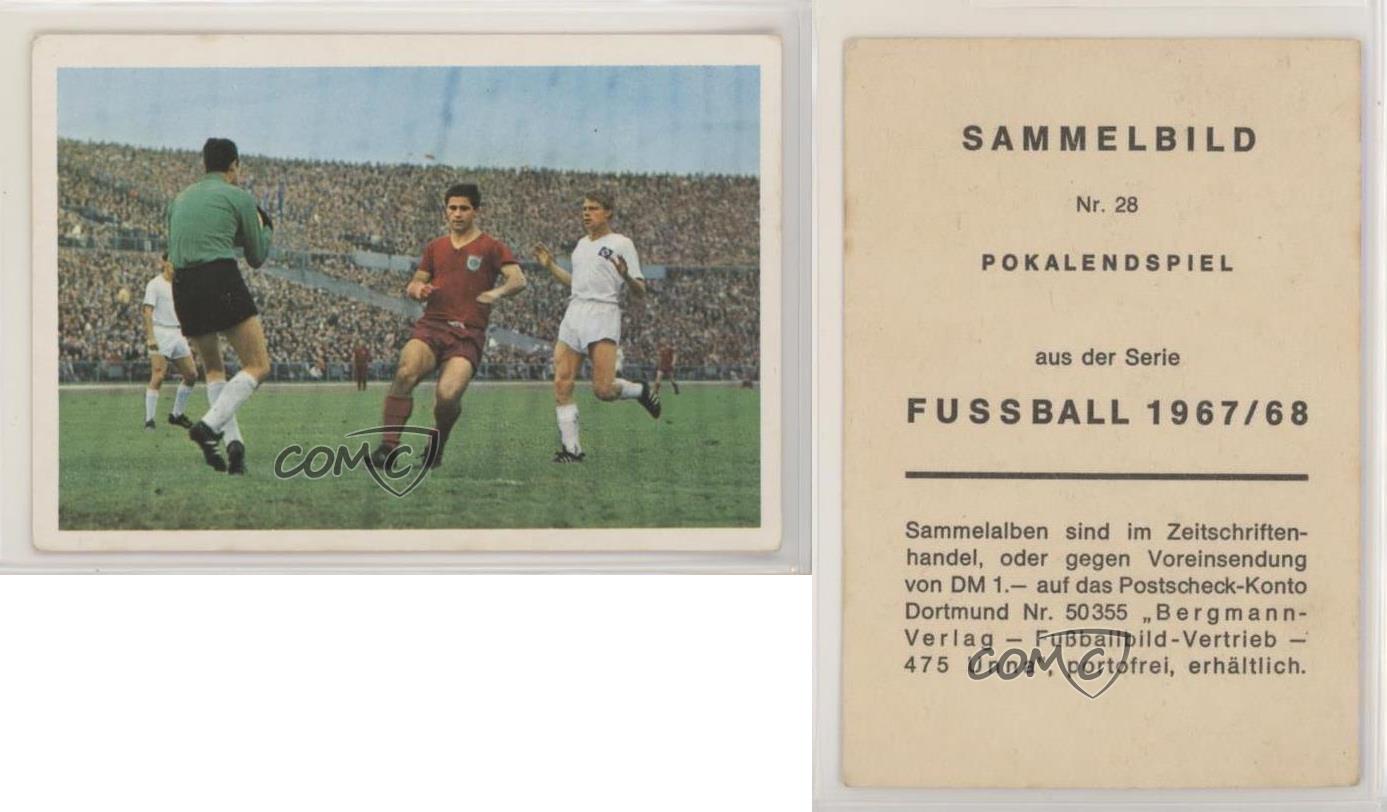 COMC
SAMMELBILD
Nr. 28
POKALENDSPIEL
aus der Serie
FUSSBALL 1967/68
Sammelalben sind im Zeitschriften-
handel, oder gegen Voreinsendung
von DM 1.— auf das Postscheck-Konto
Dortmund Nr. 50355 „Bergmann-
Verlag — Fußballbild-Vertrieb —
475 Unna", portofrei, erhältlich.
COMC